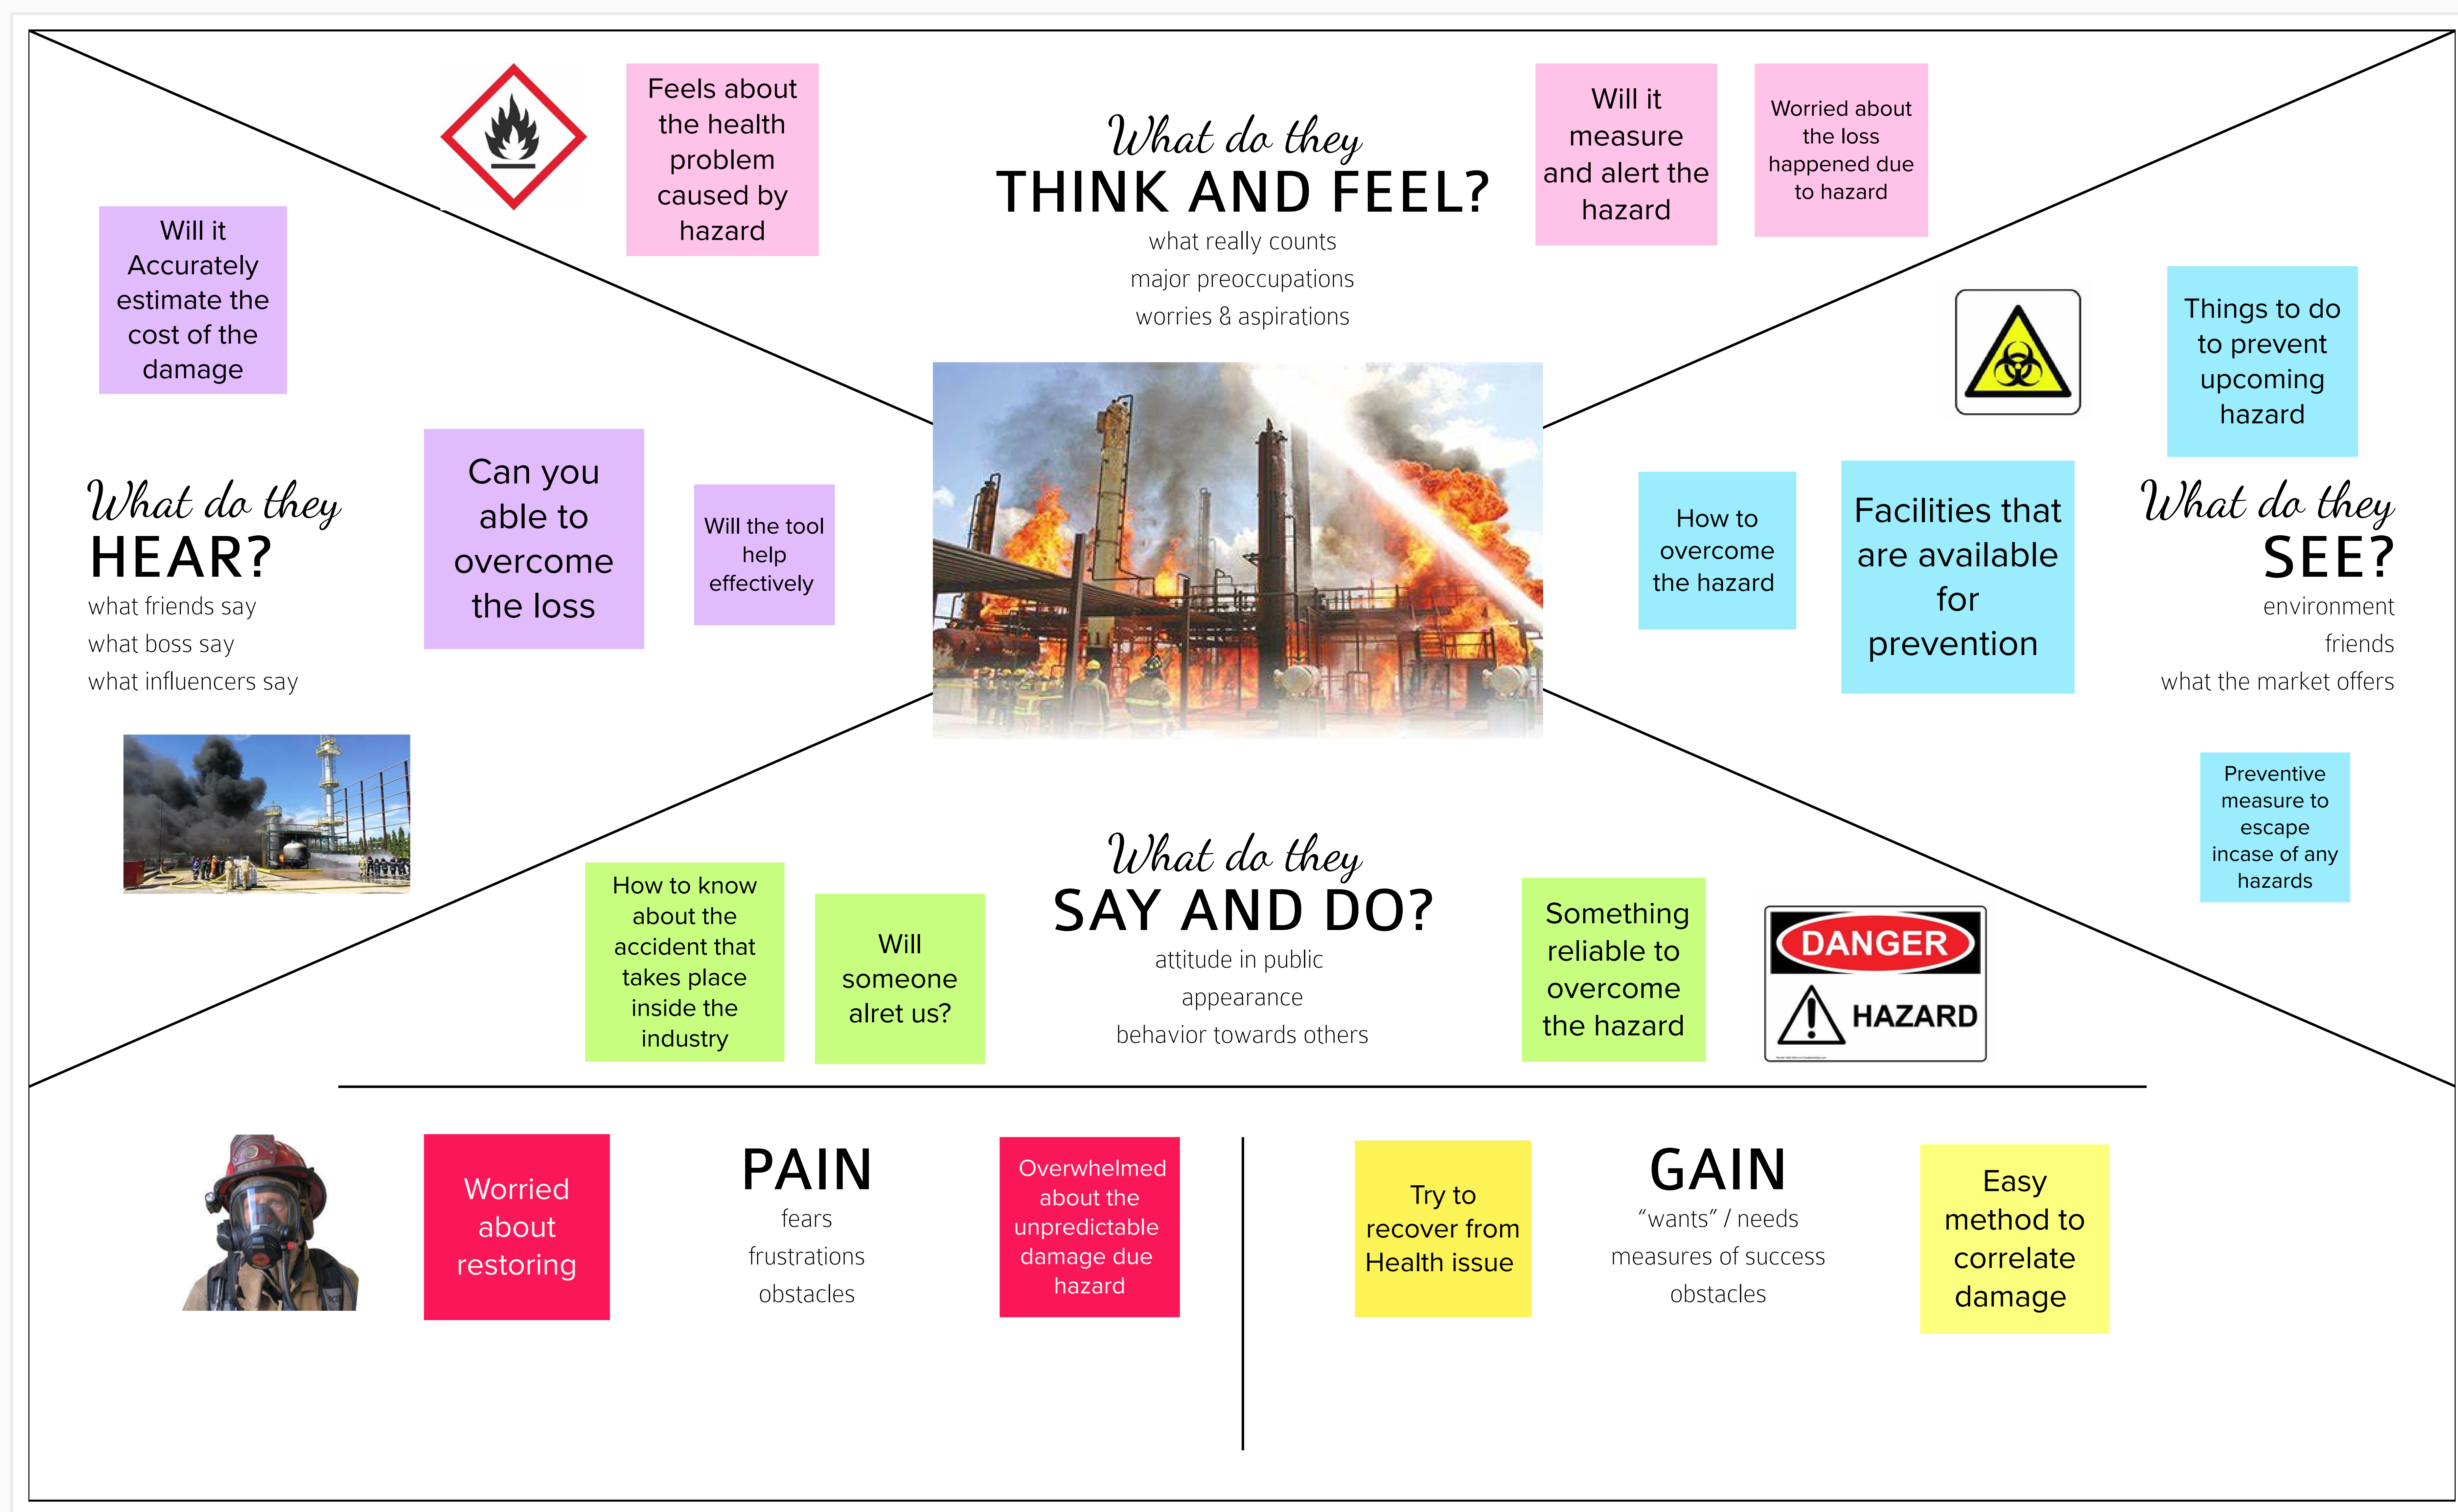 Feels about
the health
problem
caused by
hazard
What do they
THINK AND FEEL?
what really counts
major preoccupations
worries & aspirations
Will it
measure
and alert the
hazard
Worried about
the loss
happened due
to hazard
Will it
Accurately
estimate the
cost of the
damage
What do they
HEAR?
what friends say
what boss say
what influencers say
Can you
able to
overcome
the loss
Will the tool
help
effectively
How to
overcome
the hazard
Facilities that
are available
for
prevention
Things to do
to prevent
upcoming
hazard
What do they
SEE?
environment
friends
what the market offers
Preventive
measure to
escape
incase of any
hazards
How to know
about the
accident that
takes place
inside the
industry
Will
someone
alret us?
What do they
SAY AND DO?
attitude in public
appearance
behavior towards others
Something
reliable to
overcome
the hazard
DANGER
HAZARD
Worried
about
restoring
PAIN
fears
frustrations
obstacles
Overwhelmed
about the
unpredictable
damage due
hazard
Try to
recover from
Health issue
GAIN
“wants” / needs
measures of success
obstacles
Easy
method to
correlate
damage